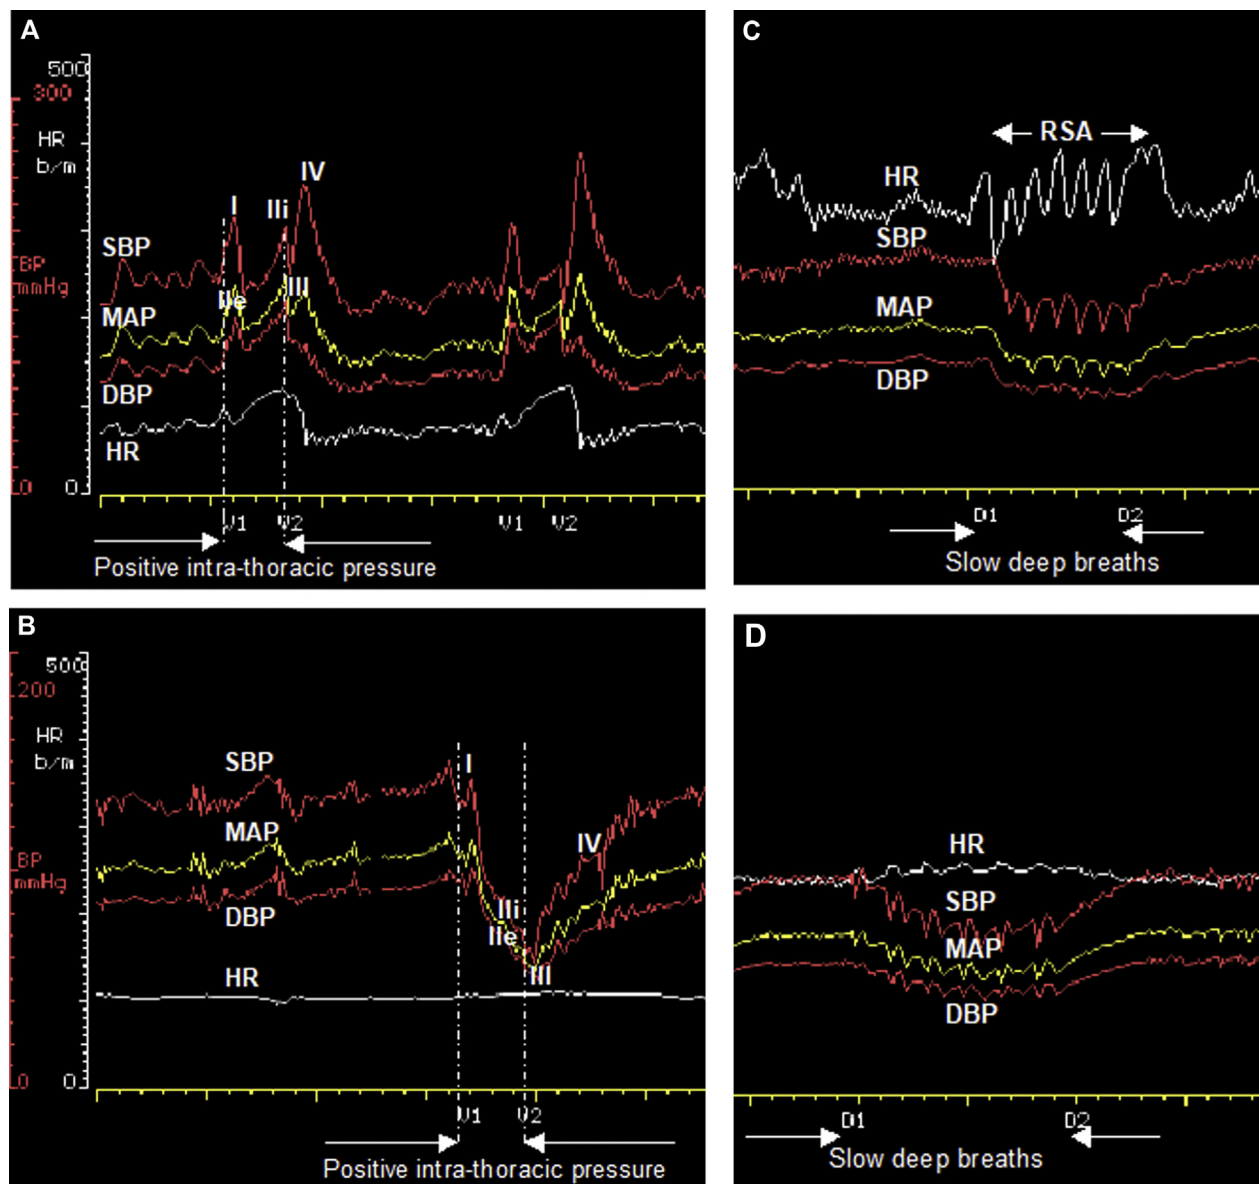 A
500
300
HR
b/m
IV
I
IIi
SBP
BP
mmHg
IIe
III
MAP
DBP
HR
0
0
V1
V2
V1
V2
Positive intra-thoracic pressure
B
500
200
HR
b/m
SBP
I
MAP
IV
BP
mmHg
DBP
IIi
IIe
III
HR
0
0
V1
V2
Positive intra-thoracic pressure
C
RSA
HR
SBP
MAP
DBP
D1
D2
Slow deep breaths
D
HR
SBP
MAP
DBP
D1
D2
Slow deep breaths